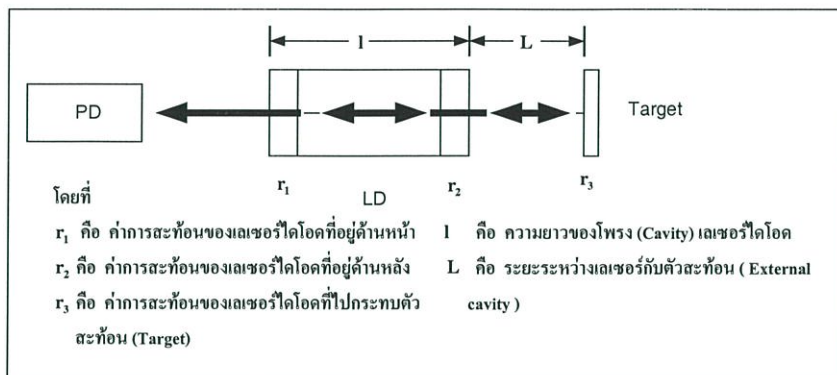 l
L
PD
Target
r₁
LD
r₂
r₃
โดยที่
r₁ คือ ค่าการสะท้อนของเลเซอร์ไดโอดที่อยู่ด้านหน้า
l คือ ความยาวของโพรง (Cavity) เลเซอร์ไดโอด
r₂ คือ ค่าการสะท้อนของเลเซอร์ไดโอดที่อยู่ด้านหลัง
L คือ ระยะระหว่างเลเซอร์กับตัวสะท้อน ( External
cavity )
r₃ คือ ค่าการสะท้อนของเลเซอร์ไดโอดที่ไปกระทบตัว
สะท้อน (Target)